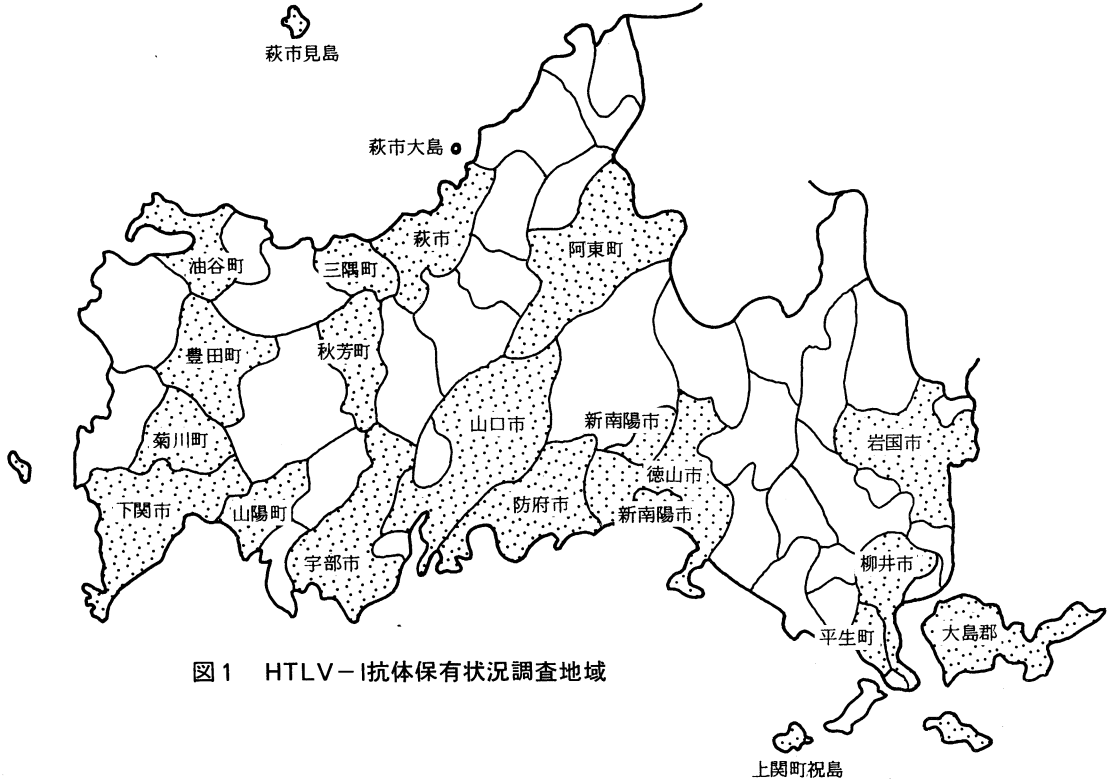 萩市見島
萩市大島
萩市
阿東町
油谷町
三隅町
豊田町
秋芳町
山口市
新南陽市
菊川町
岩国市
徳山市
下関市
山陽町
防府市
新南陽市
宇部市
柳井市
平生町
大島郡
図1 HTLV-I抗体保有状況調査地域
上関町祝島